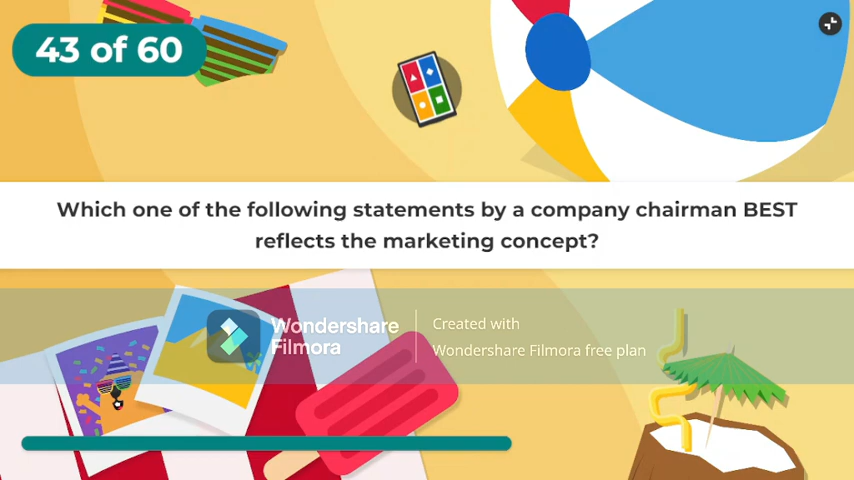 43 of 60
Which one of the following statements by a company chairman BEST
reflects the marketing concept?
Wondershare
Filmora
Created with
Wondershare Filmora free plan